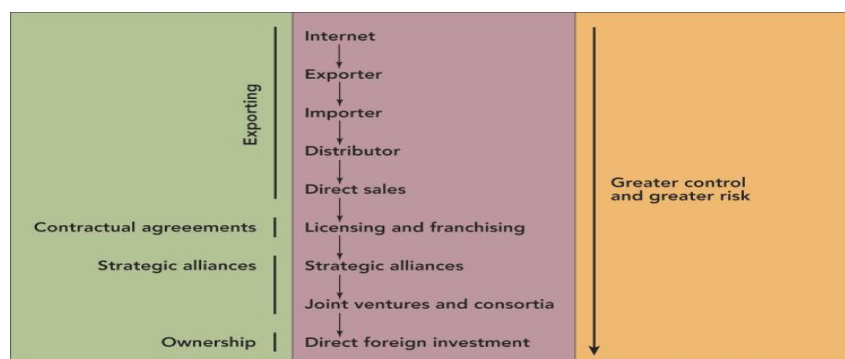 Exporting
Contractual agreeements
Strategic alliances
Ownership
Internet
Exporter
Importer
Distributor
Direct sales
Licensing and franchising
Strategic alliances
Joint ventures and consortia
Direct foreign investment
Greater control
and greater risk